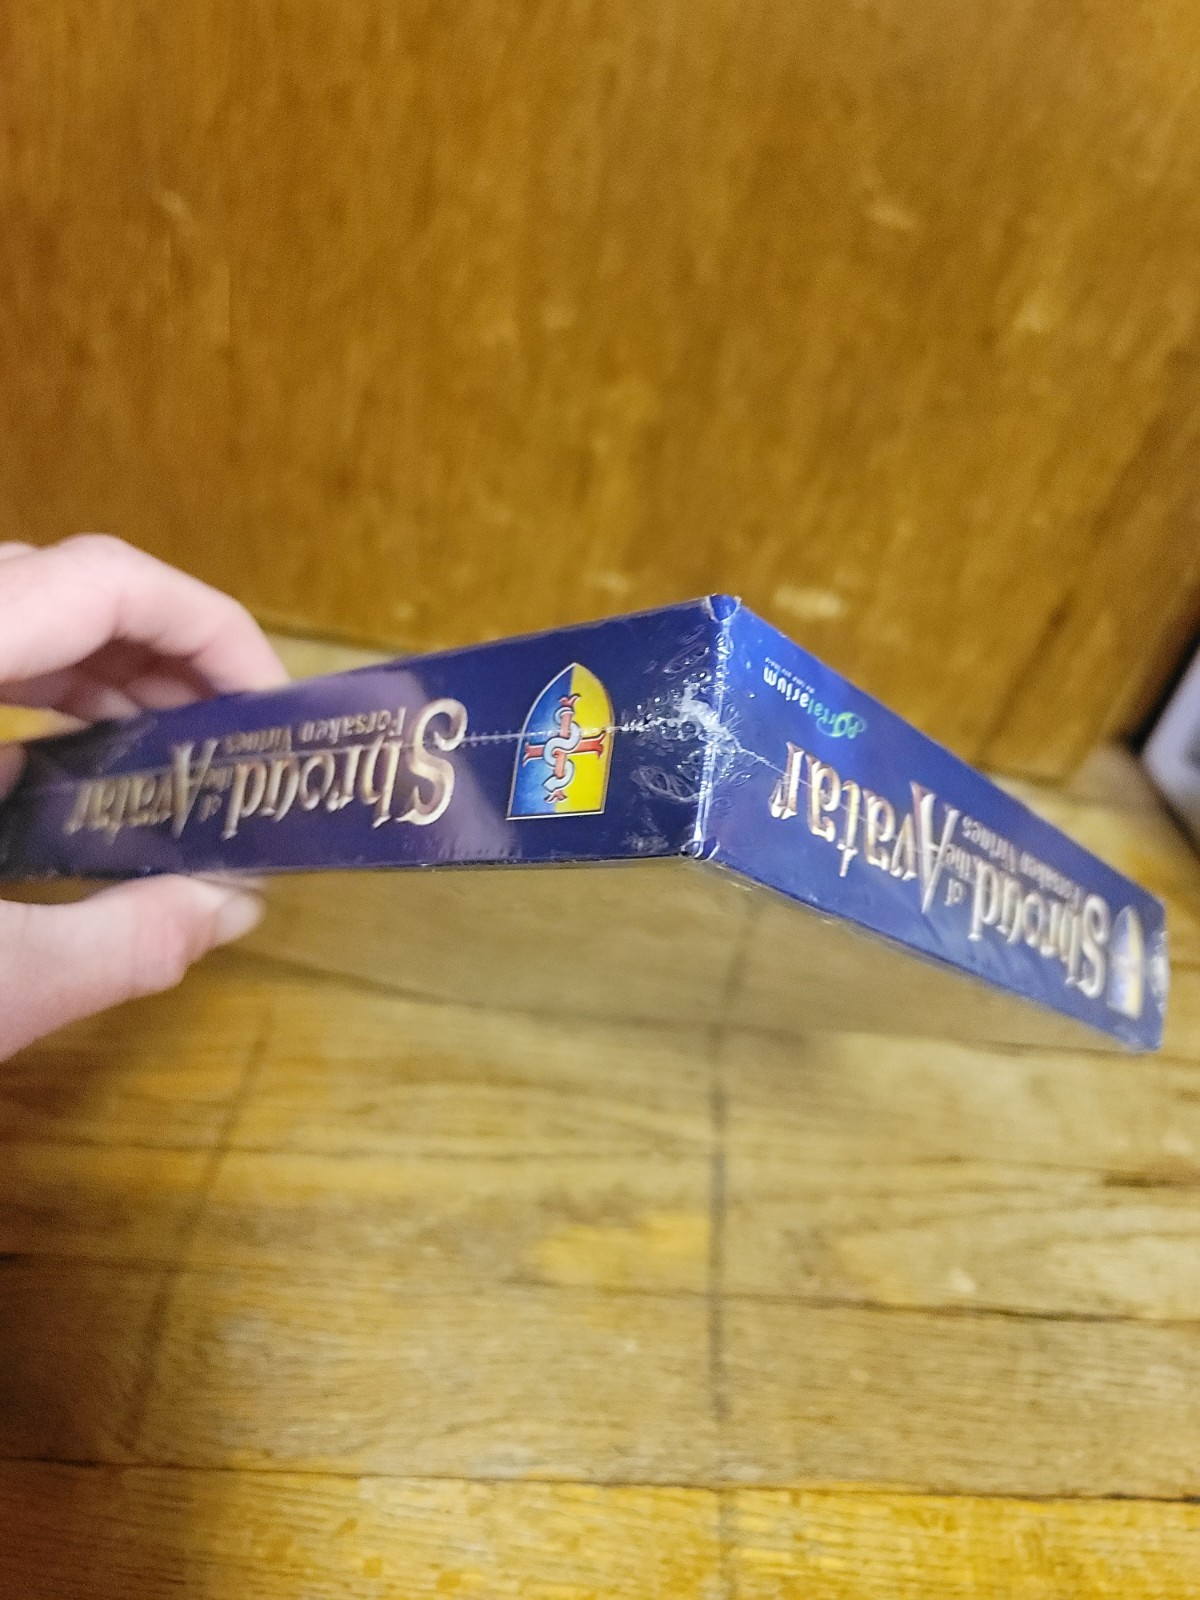 Shroud
of the
Avatar
Forsaken Virtues
Shroud
of the
Avatar
Forsaken Virtues
Portalarium